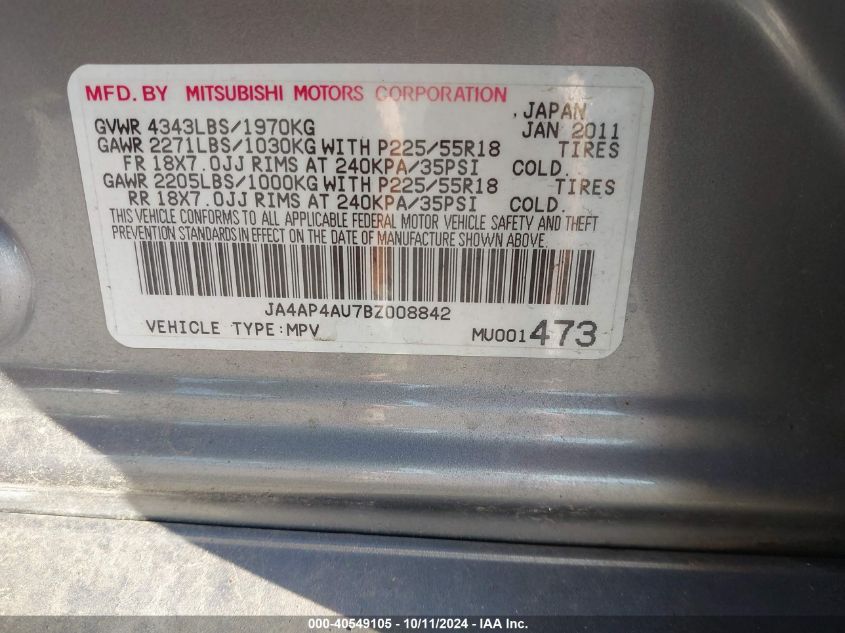 MFD. BY MITSUBISHI MOTORS CORPORATION
, JAPAN
GVWR 4343LBS/1970KG JAN 2011
GAWR 2271LBS/1030KG WITH P225/55R18 TIRES
FR 18X7.0JJ RIMS AT 240KPA/35PSI COLD.
GAWR 2205LBS/1000KG WITH P225/55R18 TIRES
RR 18X7.0JJ RIMS AT 240KPA/35PSI COLD.
THIS VEHICLE CONFORMS TO ALL APPLICABLE FEDERAL MOTOR VEHICLE SAFETY AND THEFT
PREVENTION STANDARDS IN EFFECT ON THE DATE OF MANUFACTURE SHOWN ABOVE.
JA4AP4AU7BZ008842
VEHICLE TYPE:MPV MU001473
000-40549105 - 10/11/2024 - IAA Inc.